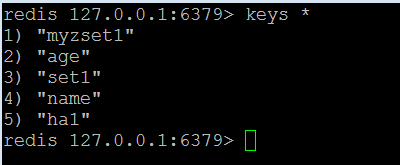 redis 127.0.0.1:6379> keys *
1) "myzset1"
2) "age"
3) "set1"
4) "name"
5) "ha1"
redis 127.0.0.1:6379>